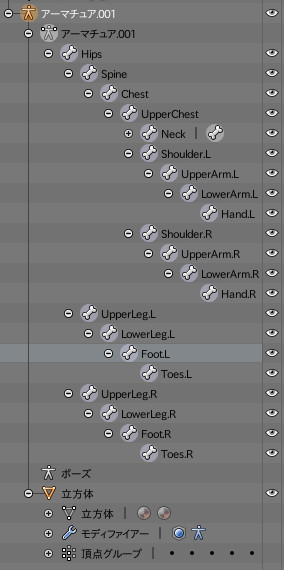 アーマチュア.001
アーマチュア.001
Hips
Spine
Chest
UpperChest
Neck
Shoulder.L
UpperArm.L
LowerArm.L
Hand.L
Shoulder.R
UpperArm.R
LowerArm.R
Hand.R
UpperLeg.L
LowerLeg.L
Foot.L
Toes.L
UpperLeg.R
LowerLeg.R
Foot.R
Toes.R
ポーズ
立方体
立方体
モディファイアー
頂点グループ